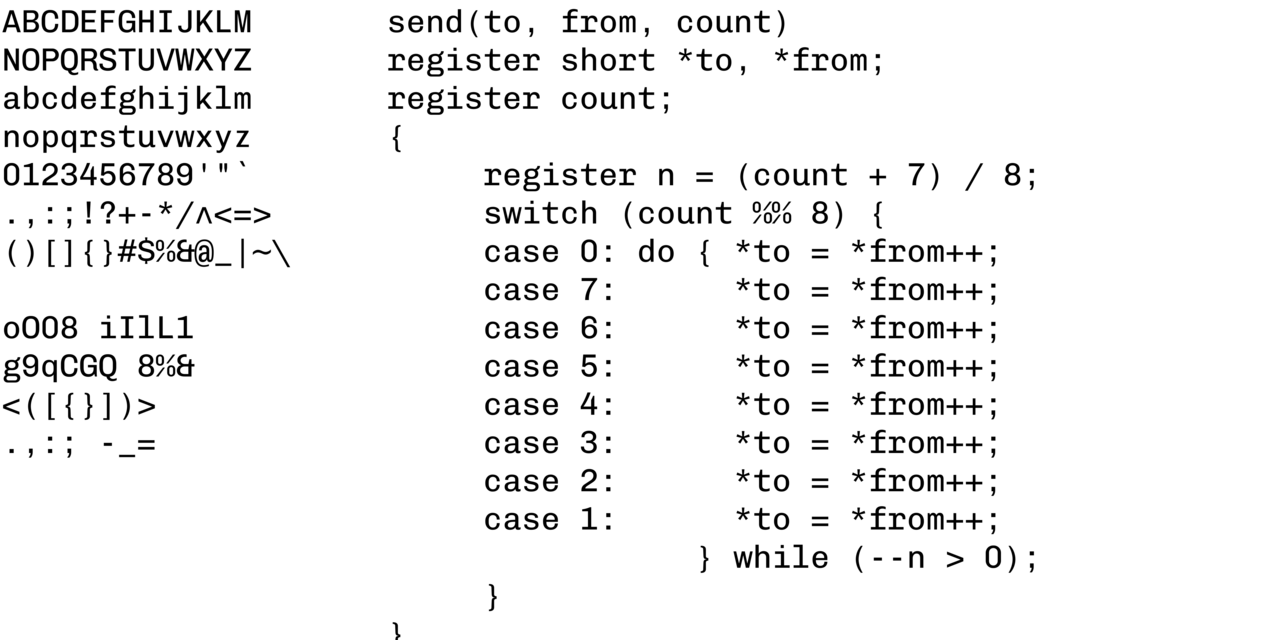 ABCDEFGHIJKLM
NOPQRSTUVWXYZ
abcdefghijklm
nopqrstuvwxyz
0123456789'"`
.,:;!?+-*/^<=>
()[]{}#$%&@_|~\
oO08 iIlL1
g9qCGQ 8%&
<([{}])>
.,:; -_=
send(to, from, count)
register short *to, *from;
register count;
{
register n = (count + 7) / 8;
switch (count %% 8) {
case 0: do { *to = *from++;
case 7: *to = *from++;
case 6: *to = *from++;
case 5: *to = *from++;
case 4: *to = *from++;
case 3: *to = *from++;
case 2: *to = *from++;
case 1: *to = *from++;
} while (--n > 0);
}
}